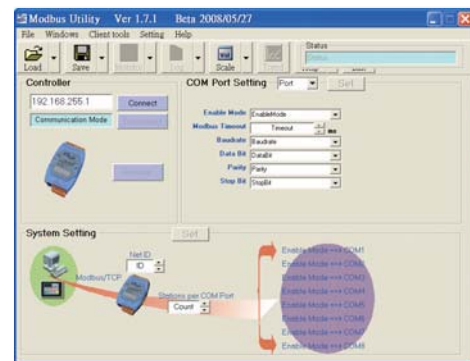 Modbus Utility Ver 1.7.1 Beta 2008/05/27
File Windows Client tools Setting Help
Load
Save
Scale
Status
Controller
192.168.255.1
Connect
Communication Mode
COM Port Setting
Port
Set
Enable Mode EnableMode
Modbus Timeout Timeout ms
Baudrate Baudrate
Data Bit DataBit
Parity Parity
Stop Bit StopBit
System Setting
Set
Modbus/TCP
Net ID
ID
Stations per COM Port
Count
Enable Mode ==> COM1
Enable Mode ==> COM2
Enable Mode ==> COM3
Enable Mode ==> COM4
Enable Mode ==> COM5
Enable Mode ==> COM6
Enable Mode ==> COM7
Enable Mode ==> COM8